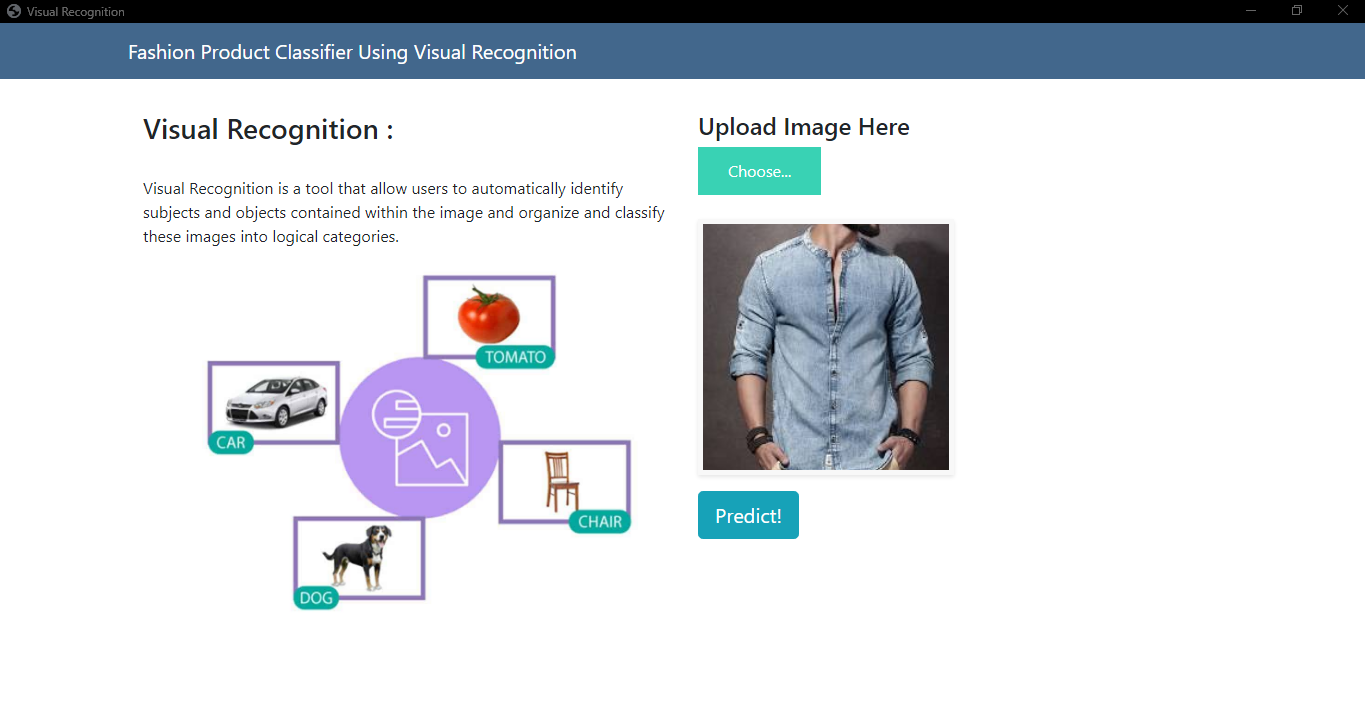 Visual Recognition
Fashion Product Classifier Using Visual Recognition
Visual Recognition :
Visual Recognition is a tool that allow users to automatically identify
subjects and objects contained within the image and organize and classify
these images into logical categories.
TOMATO
CAR
CHAIR
DOG
Upload Image Here
Choose...
Predict!